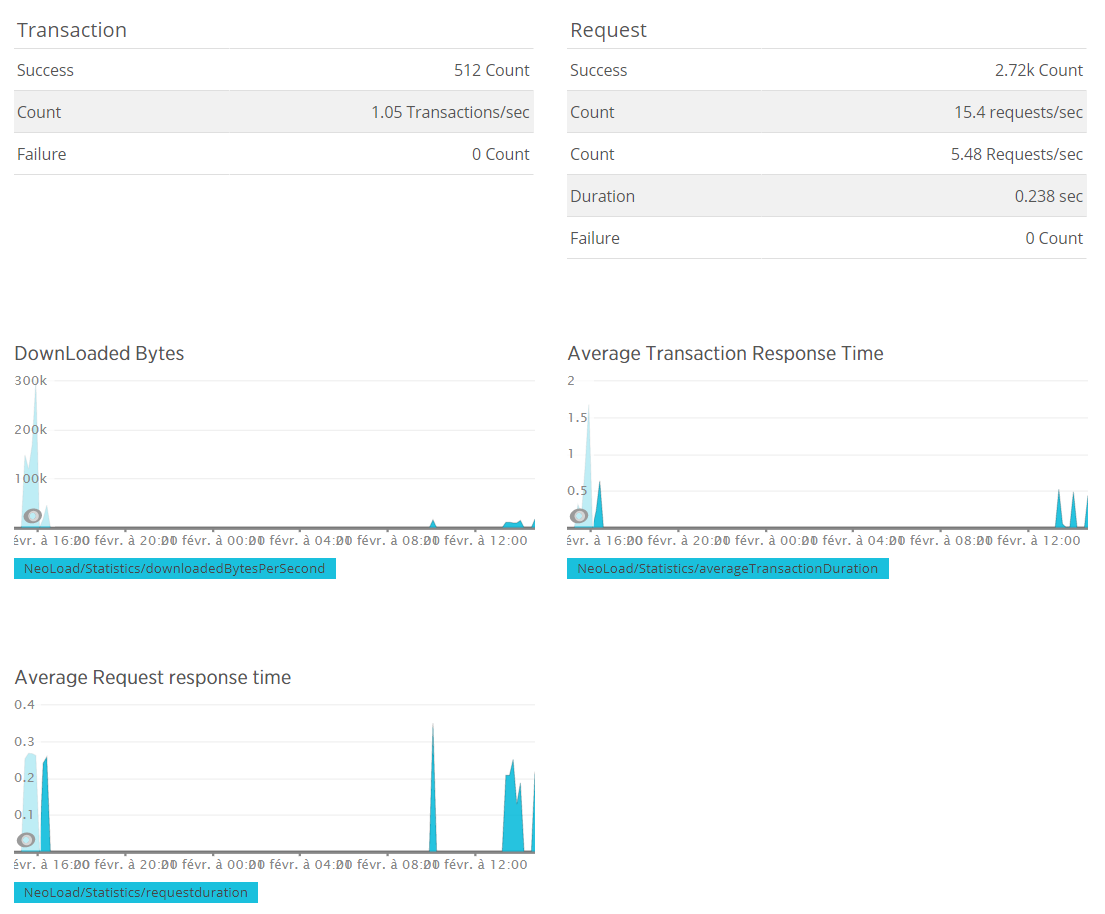 Transaction
Success 512 Count
Count 1.05 Transactions/sec
Failure 0 Count
Request
Success 2.72k Count
Count 15.4 requests/sec
Count 5.48 Requests/sec
Duration 0.238 sec
Failure 0 Count
DownLoaded Bytes
300k
200k
100k
évr. à 16:00 févr. à 20:00 févr. à 00:00 févr. à 04:00 févr. à 08:00 févr. à 12:00
NeoLoad/Statistics/downloadedBytesPerSecond
Average Transaction Response Time
2
1.5
1
0.5
évr. à 16:00 févr. à 20:00 févr. à 00:00 févr. à 04:00 févr. à 08:00 févr. à 12:00
NeoLoad/Statistics/averageTransactionDuration
Average Request response time
0.4
0.3
0.2
0.1
évr. à 16:00 févr. à 20:00 févr. à 00:00 févr. à 04:00 févr. à 08:00 févr. à 12:00
NeoLoad/Statistics/requestduration